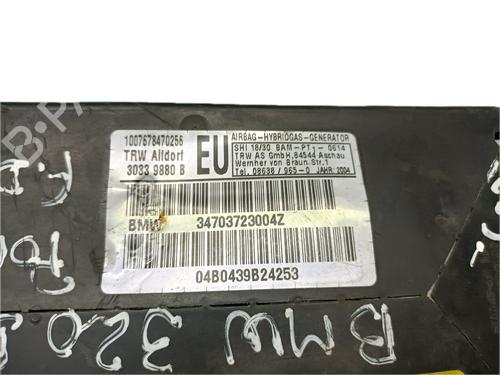 1007678470256
TRW Alldorf
3033 9880 B
EU
AIRBAG-HYBRIDGAS-GENERATOR
SHI 18/30 BAM-PT1-0614
TRW AS GmbH,84544 Aschau
Wernher von Braun.Str.1
Tel. 08638/965-0 JAHR:2004
BMW 34703723004Z
04B0439B24253
BMW 320